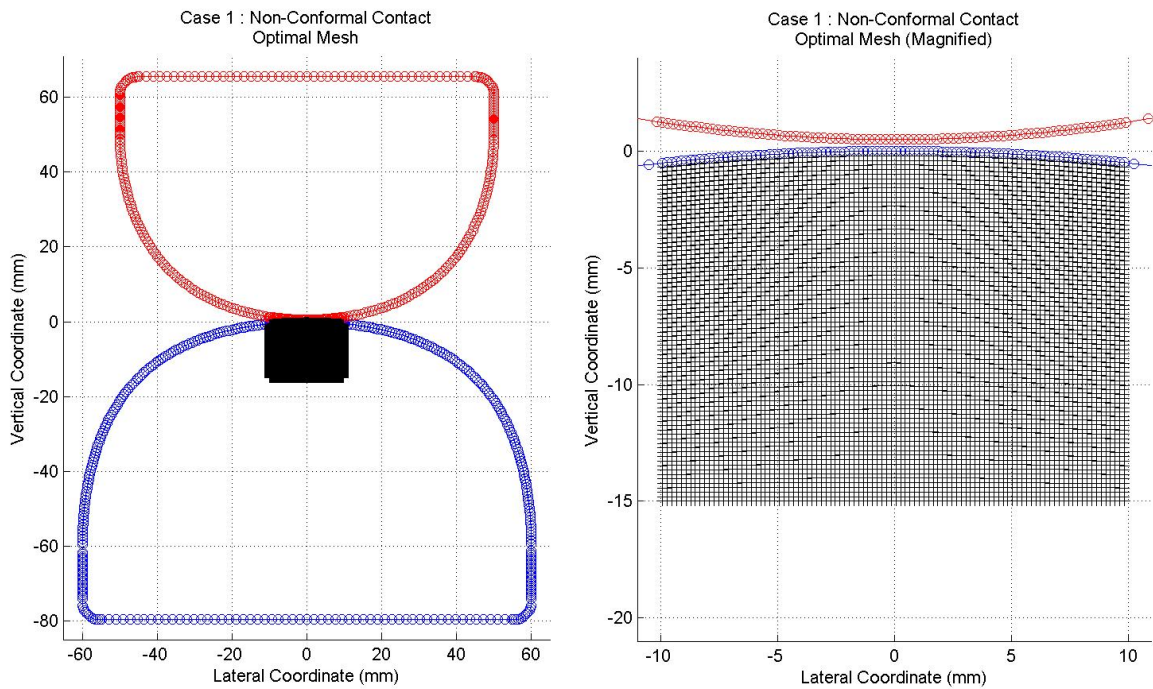 Case 1 : Non-Conformal Contact
Optimal Mesh
60
40
20
0
-20
-40
-60
-80
Vertical Coordinate (mm)
-60 -40 -20 0 20 40 60
Lateral Coordinate (mm)
Case 1 : Non-Conformal Contact
Optimal Mesh (Magnified)
0
-5
-10
-15
-20
Vertical Coordinate (mm)
-10 -5 0 5 10
Lateral Coordinate (mm)